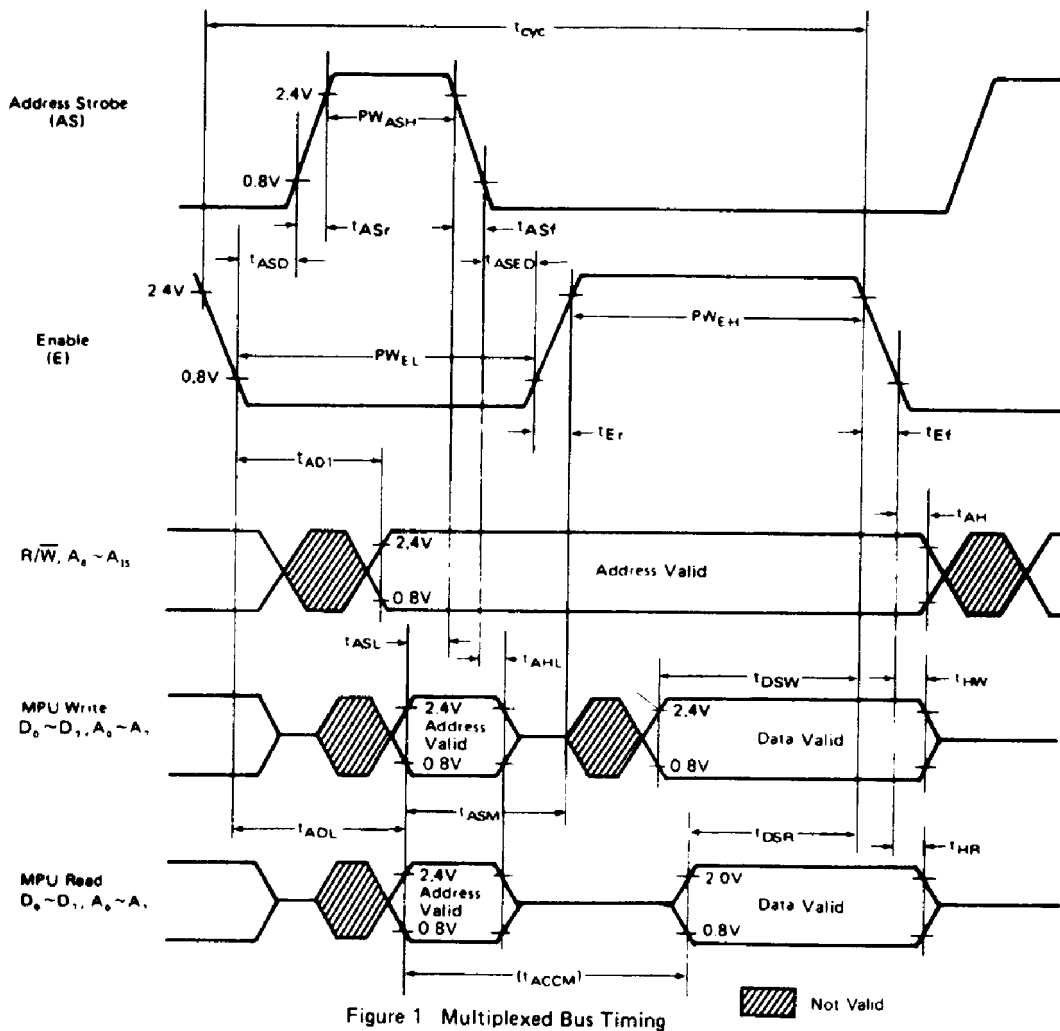 tcyc
Address Strobe
(AS)
2.4V
PWASH
0.8V
tASr
tASf
tASD
tASED
2.4V
Enable
(E)
PWEH
PWEL
0.8V
tEr
tEf
tAD1
tAH
R/W̅, A₈ ~ A₁₅
2.4V
Address Valid
0.8V
tASL
tAHL
tDSW
tHW
MPU Write
D₀~D₇, A₀~A₇
2.4V
Address
Valid
0.8V
2.4V
Data Valid
0.8V
tADL
tASM
tDSR
tHR
MPU Read
D₀~D₇, A₀~A₇
2.4V
Address
Valid
0.8V
2.0V
Data Valid
0.8V
(tACCM)
Not Valid
Figure 1 Multiplexed Bus Timing